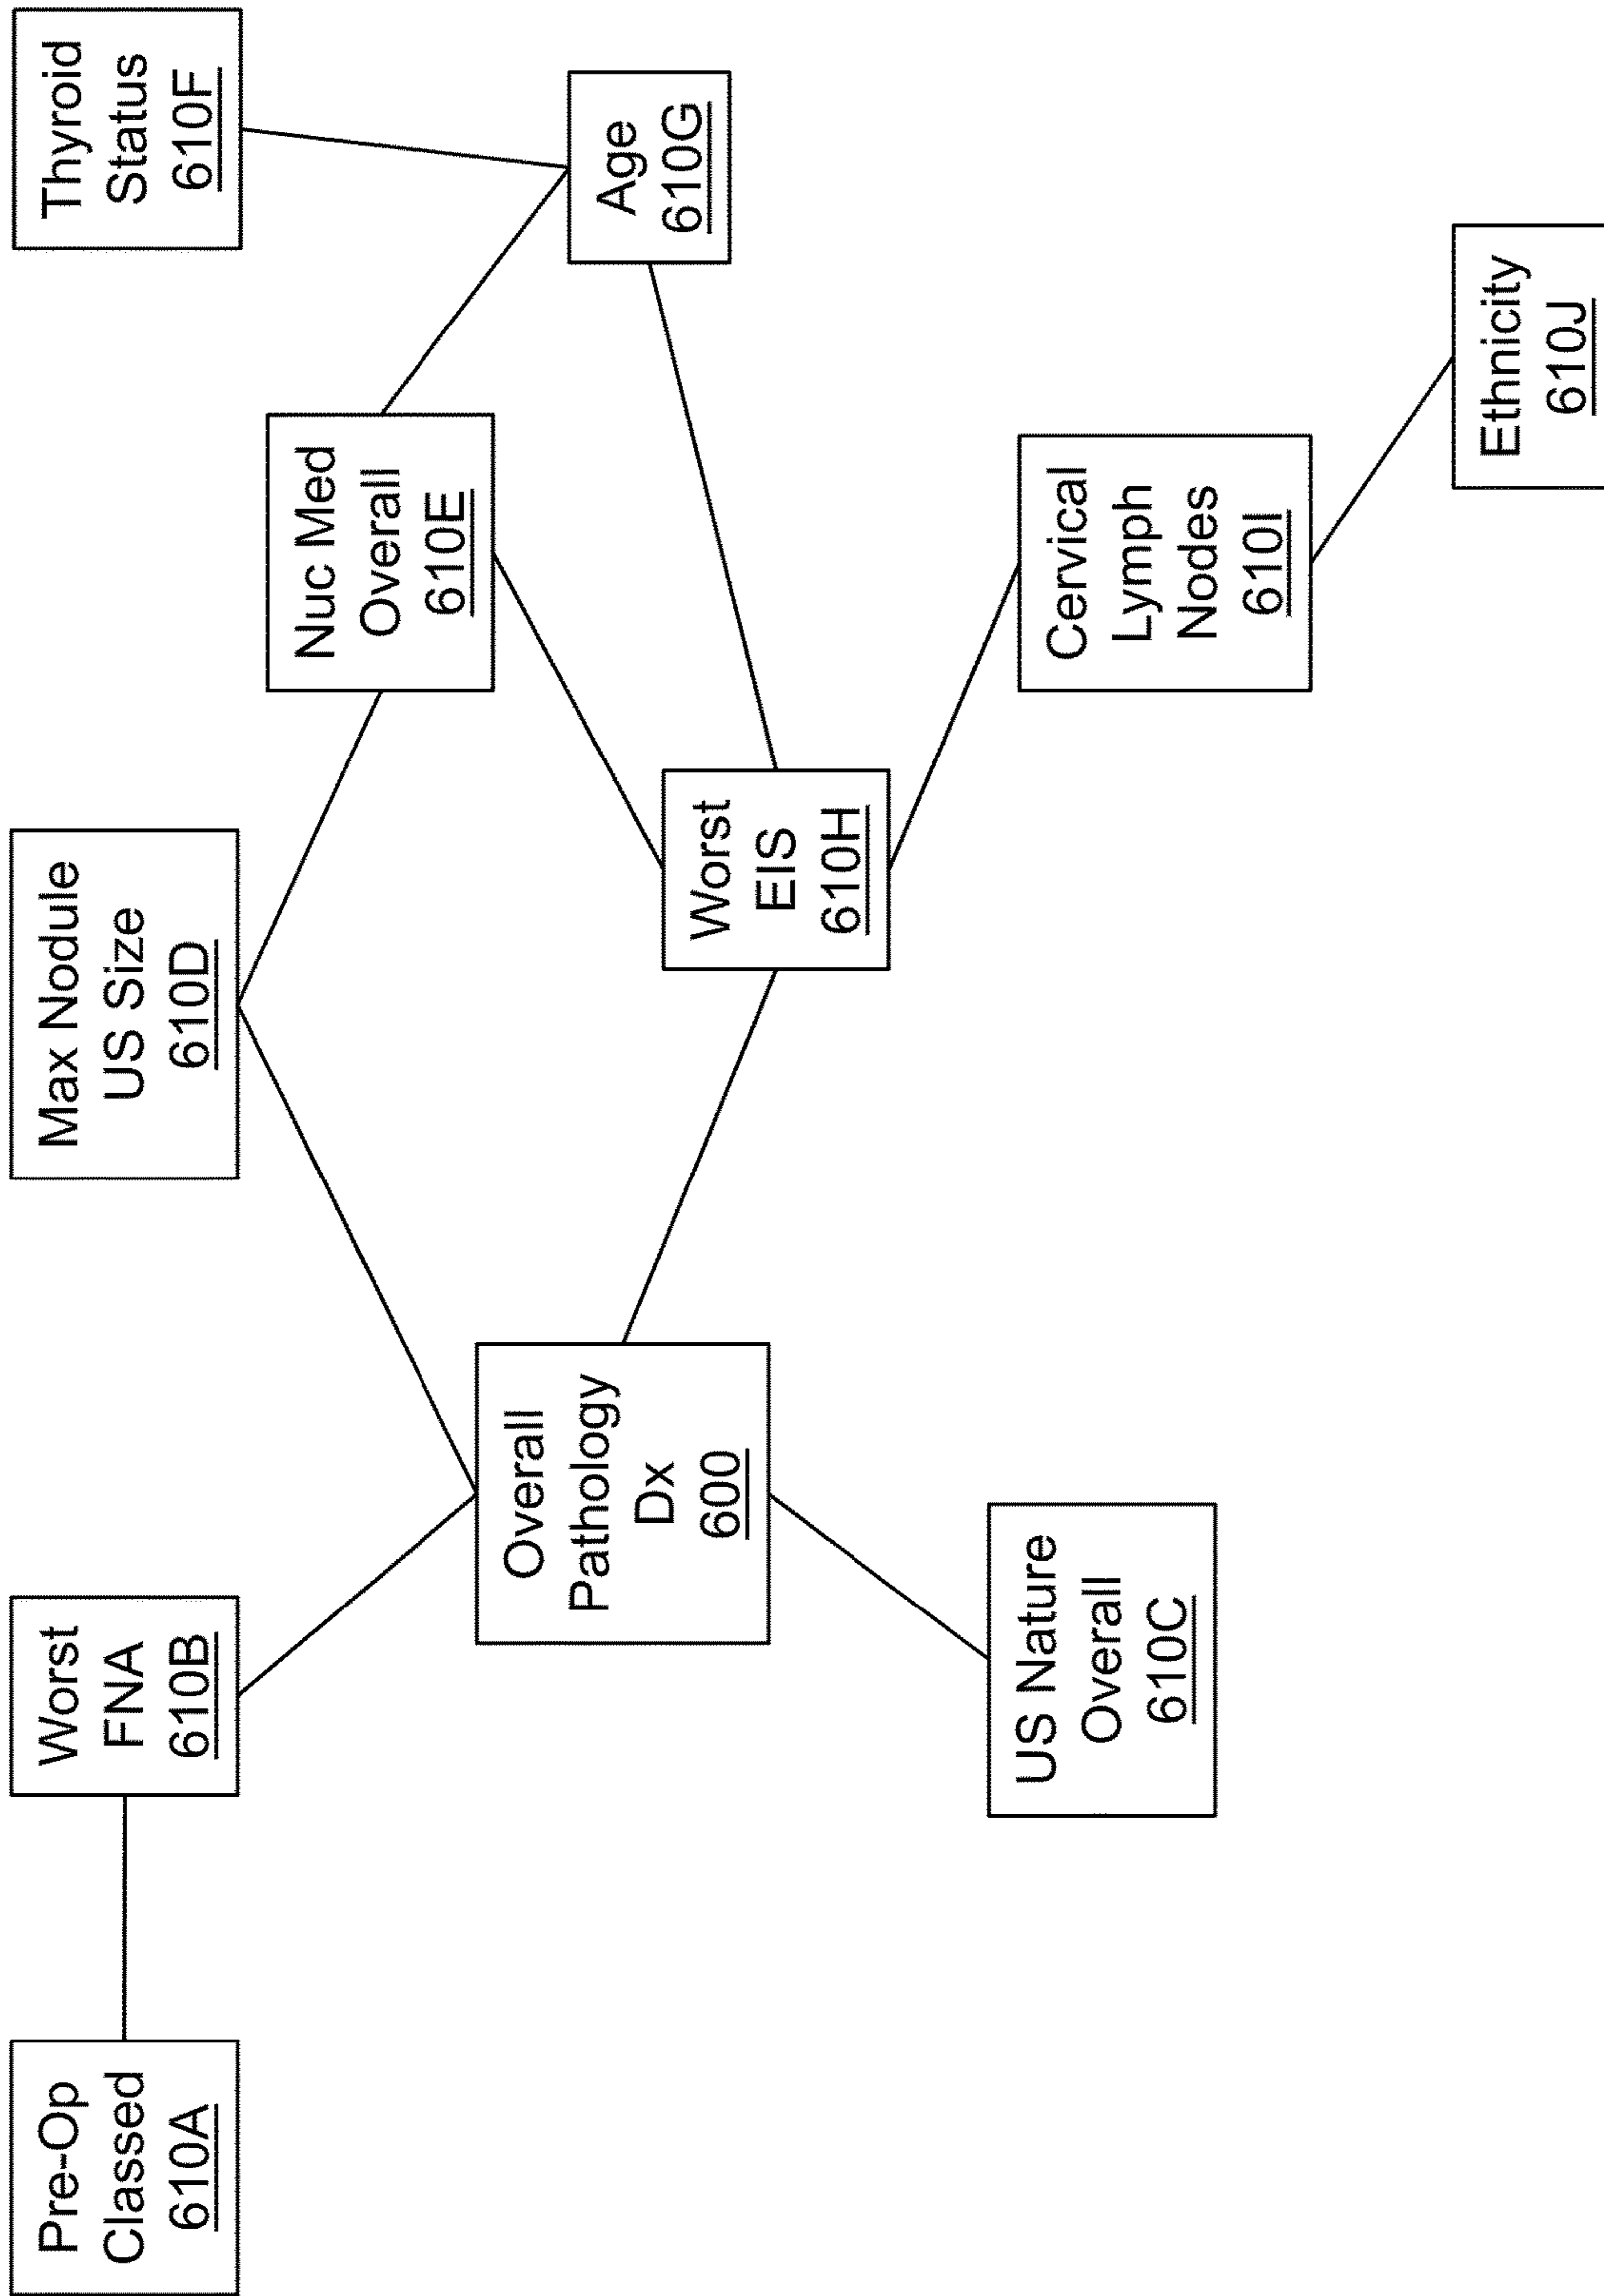 Pre-Op
Classed
610A
Worst
FNA
610B
Max Nodule
US Size
610D
Thyroid
Status
610F
Nuc Med
Overall
610E
Overall
Pathology
Dx
600
Age
610G
Worst
EIS
610H
US Nature
Overall
610C
Cervical
Lymph
Nodes
610I
Ethnicity
610J